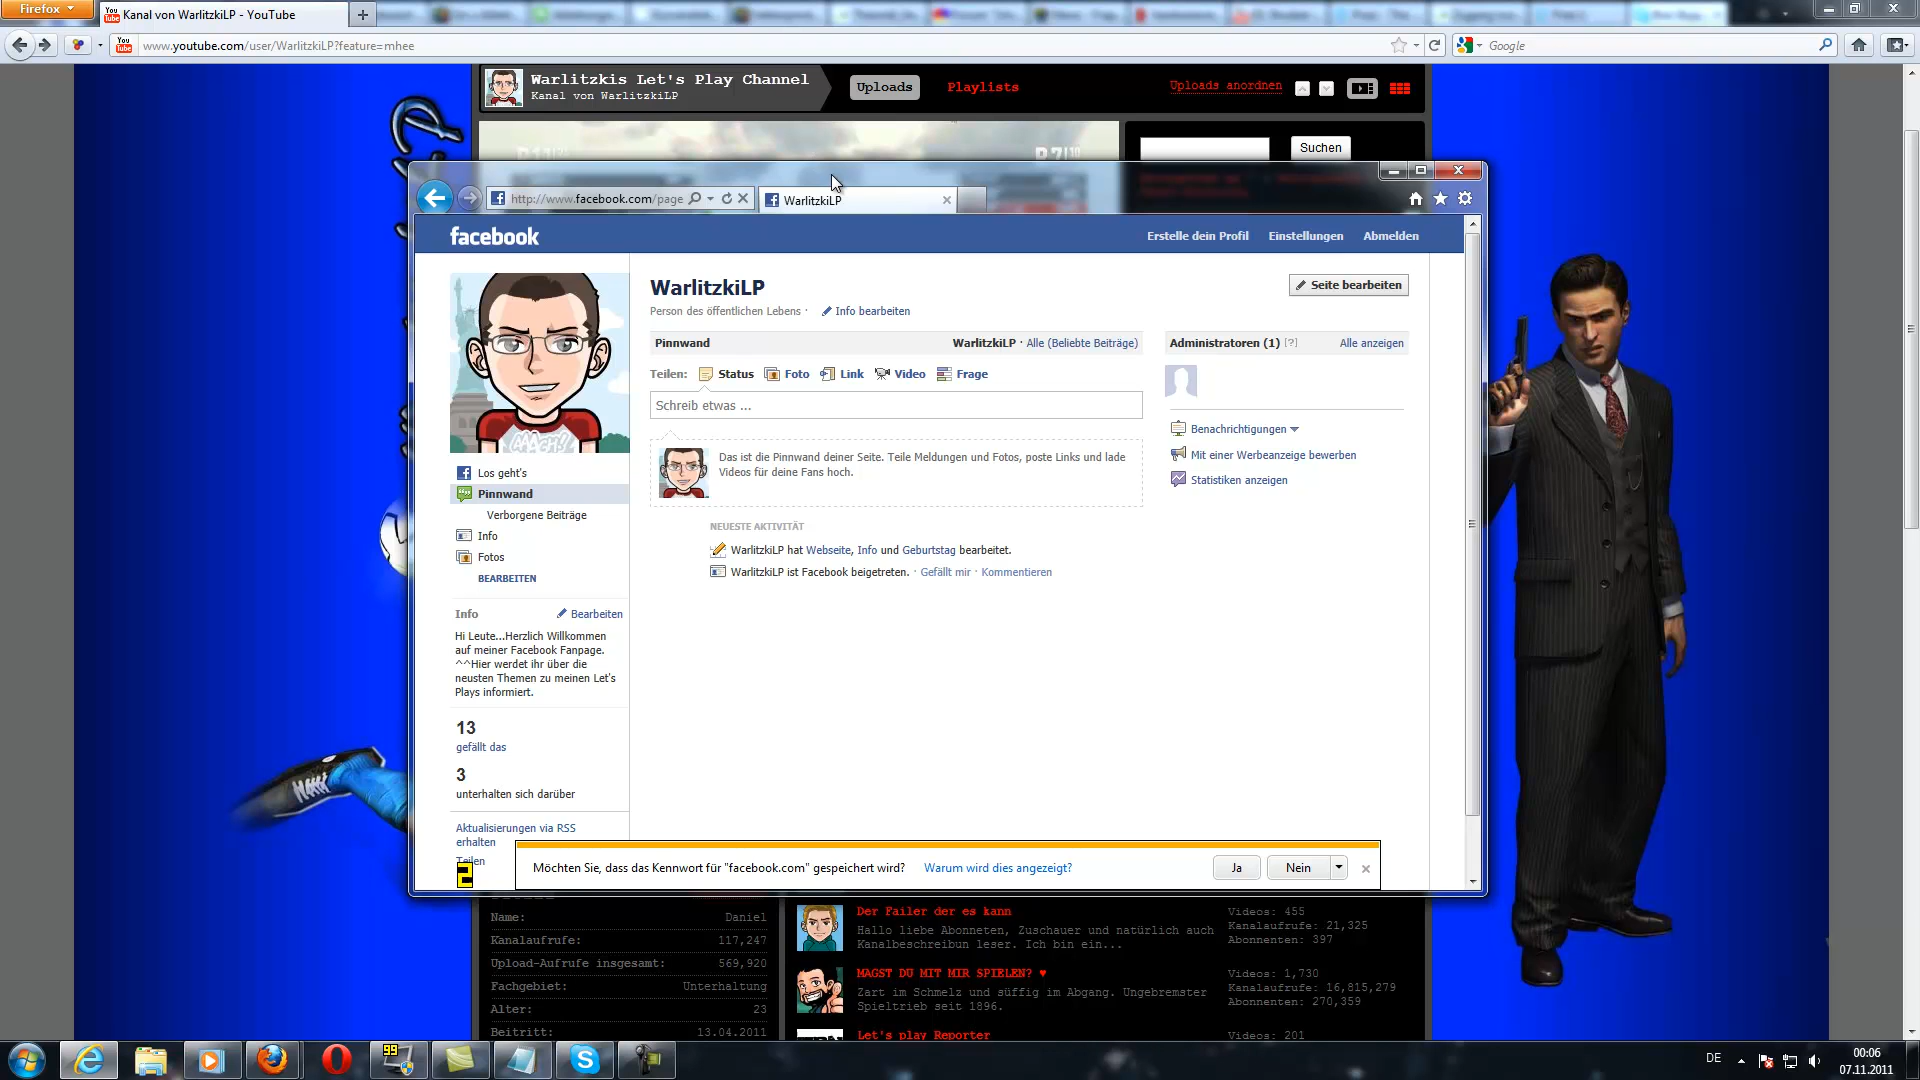 Firefox
Kanal von WarlitzkiLP - YouTube
www.youtube.com/user/WarlitzkiLP?feature=mhee
Google
Warlitzkis Let's Play Channel
Kanal von WarlitzkiLP
Uploads
Playlists
Uploads anordnen
Suchen
http://www.facebook.com/page
WarlitzkiLP
facebook
Erstelle dein Profil
Einstellungen
Abmelden
WarlitzkiLP
Seite bearbeiten
Person des öffentlichen Lebens ·
Info bearbeiten
Pinnwand
WarlitzkiLP · Alle (Beliebte Beiträge)
Administratoren (1) [?]
Alle anzeigen
Teilen:
Status
Foto
Link
Video
Frage
Schreib etwas ...
Benachrichtigungen
Mit einer Werbeanzeige bewerben
Statistiken anzeigen
Das ist die Pinnwand deiner Seite. Teile Meldungen und Fotos, poste Links und lade
Videos für deine Fans hoch.
NEUESTE AKTIVITÄT
WarlitzkiLP hat Webseite, Info und Geburtstag bearbeitet.
WarlitzkiLP ist Facebook beigetreten. · Gefällt mir · Kommentieren
AAAGH!
Los geht's
Pinnwand
Verborgene Beiträge
Info
Fotos
BEARBEITEN
Info
Bearbeiten
Hi Leute...Herzlich Willkommen
auf meiner Facebook Fanpage.
^^Hier werdet ihr über die
neusten Themen zu meinen Let's
Plays informiert.
13
gefällt das
3
unterhalten sich darüber
Aktualisierungen via RSS
erhalten
Teilen
Möchten Sie, dass das Kennwort für "facebook.com" gespeichert wird?
Warum wird dies angezeigt?
Ja
Nein
Name:
Daniel
Kanalaufrufe:
117,247
Upload-Aufrufe insgesamt:
569,920
Fachgebiet:
Unterhaltung
Alter:
23
Beitritt:
13.04.2011
Der Failer der es kann
Hallo liebe Abonneten, Zuschauer und natürlich auch
Kanalbeschreibun leser. Ich bin ein...
Videos: 455
Kanalaufrufe: 21,325
Abonnenten: 397
MAGST DU MIT MIR SPIELEN? ♥
Zart im Schmelz und süffig im Abgang. Ungebremster
Spieltrieb seit 1896.
Videos: 1,730
Kanalaufrufe: 16,815,279
Abonnenten: 270,359
Let's play Reporter
Videos: 201
99
DE
00:06
07.11.2011